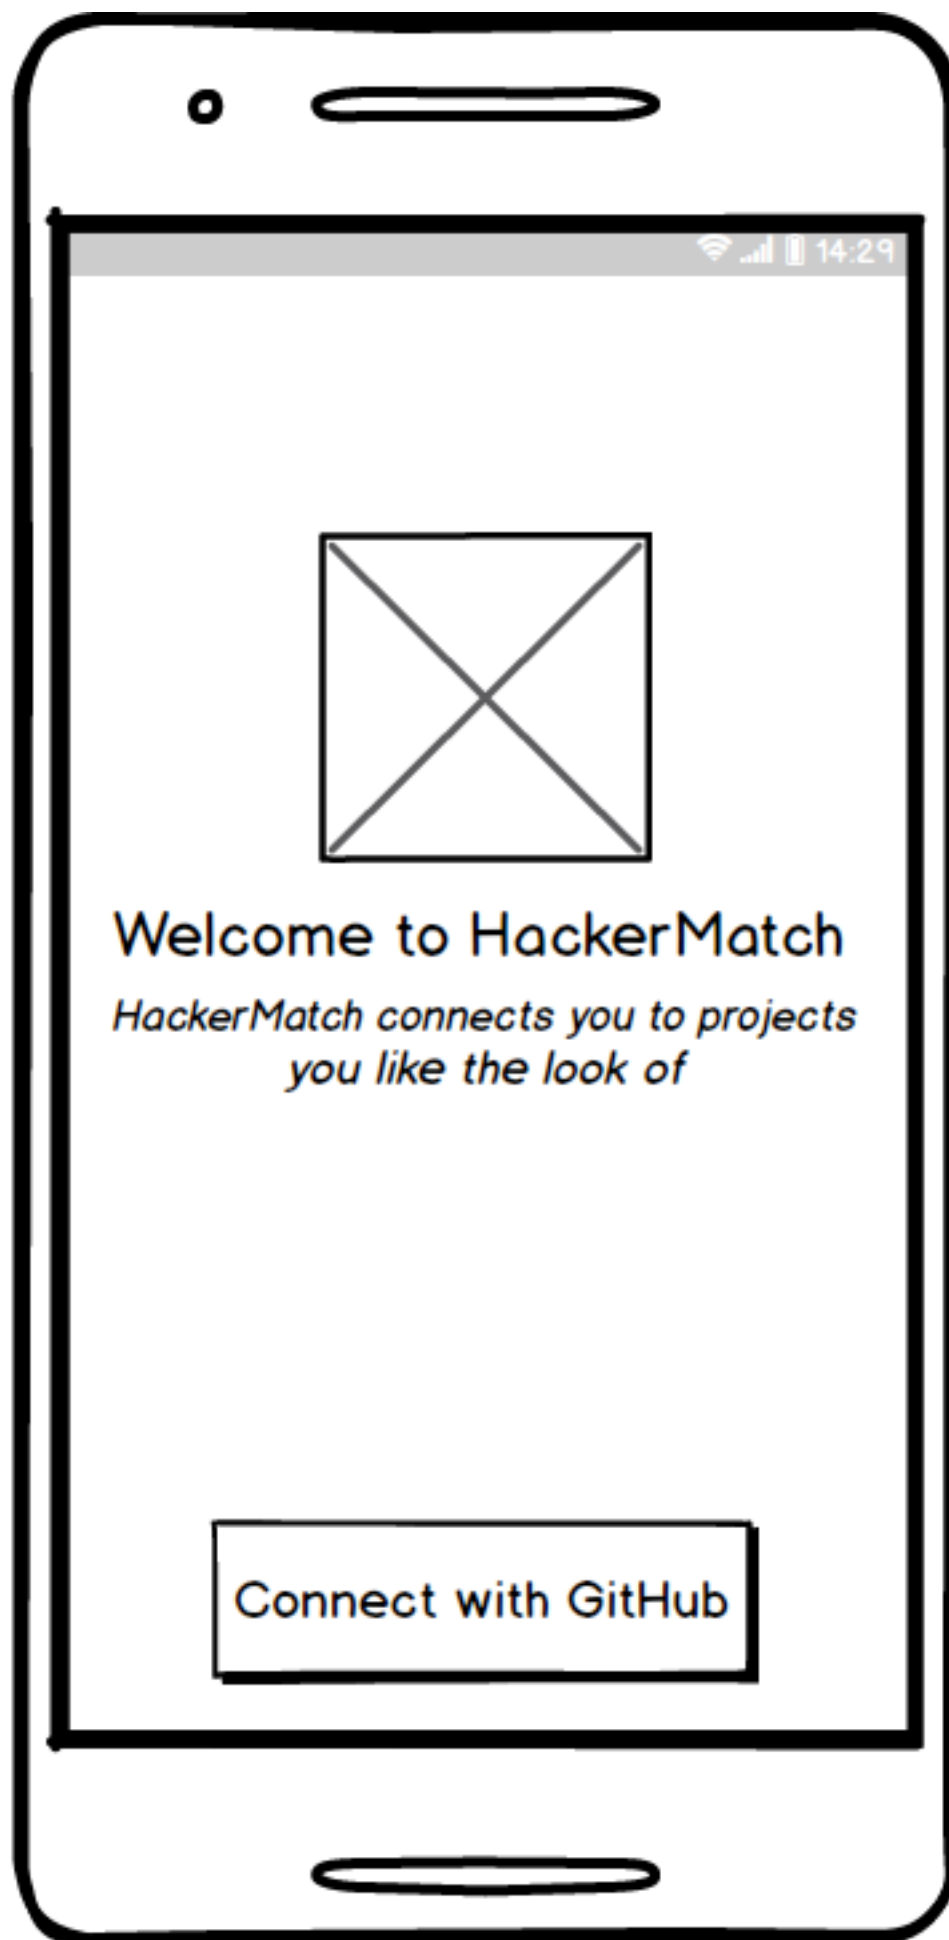 14:29
Welcome to HackerMatch
HackerMatch connects you to projects
you like the look of
Connect with GitHub